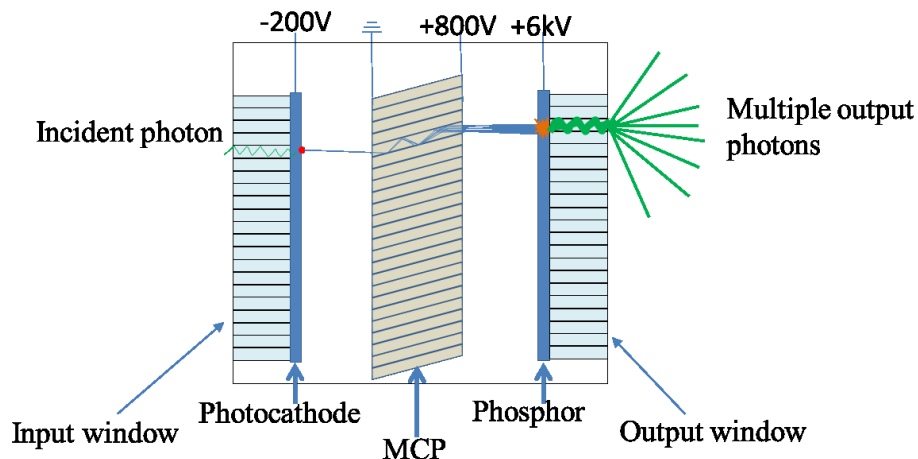 -200V
+800V
+6kV
Incident photon
Multiple output
photons
Photocathode
Phosphor
Input window
MCP
Output window